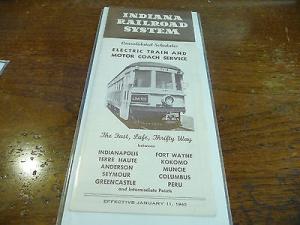 INDIANA
RAILROAD
SYSTEM
Consolidated Schedules
ELECTRIC TRAIN AND
MOTOR COACH SERVICE
The Fast, Safe, Thrifty Way
between
INDIANAPOLIS
TERRE HAUTE
ANDERSON
SEYMOUR
GREENCASTLE
FORT WAYNE
KOKOMO
MUNCIE
COLUMBUS
PERU
and Intermediate Points
EFFECTIVE JANUARY 11,